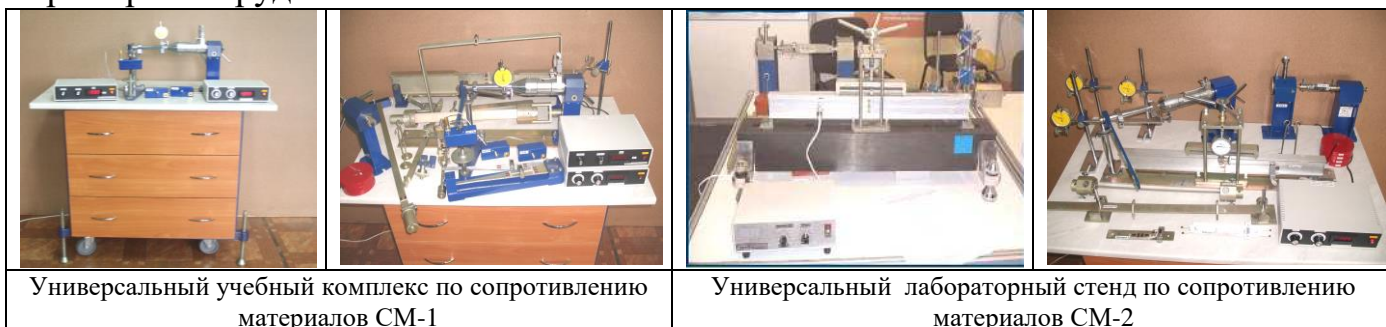 Универсальный учебный комплекс по сопротивлению
материалов СМ-1
Универсальный лабораторный стенд по сопротивлению
материалов СМ-2